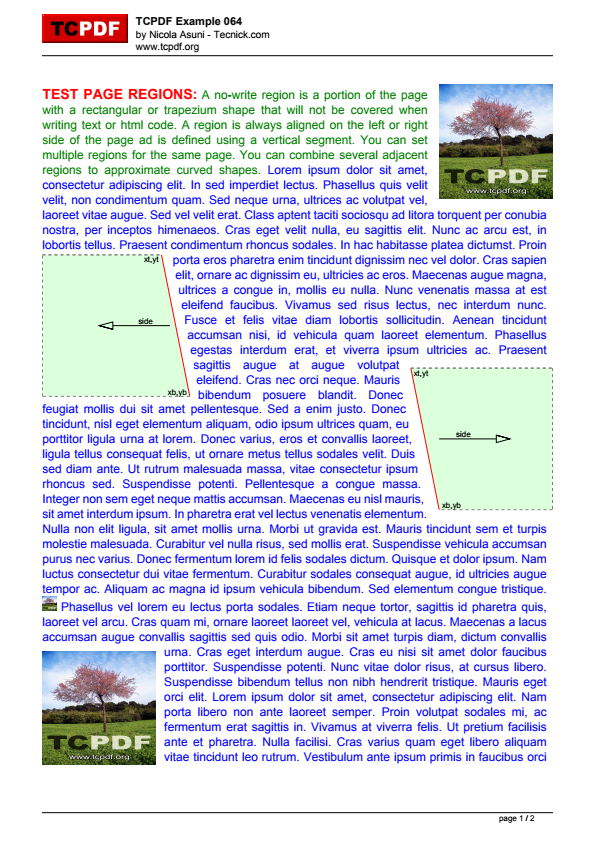 TCPDF
TCPDF Example 064
by Nicola Asuni - Tecnick.com
www.tcpdf.org
TEST PAGE REGIONS: A no-write region is a portion of the page
with a rectangular or trapezium shape that will not be covered when
writing text or html code. A region is always aligned on the left or right
side of the page ad is defined using a vertical segment. You can set
multiple regions for the same page. You can combine several adjacent
regions to approximate curved shapes. Lorem ipsum dolor sit amet,
consectetur adipiscing elit. In sed imperdiet lectus. Phasellus quis velit
velit, non condimentum quam. Sed neque urna, ultrices ac volutpat vel,
TCPDF
www.tcpdf.org
laoreet vitae augue. Sed vel velit erat. Class aptent taciti sociosqu ad litora torquent per conubia
nostra, per inceptos himenaeos. Cras eget velit nulla, eu sagittis elit. Nunc ac arcu est, in
lobortis tellus. Praesent condimentum rhoncus sodales. In hac habitasse platea dictumst. Proin
porta eros pharetra enim tincidunt dignissim nec vel dolor. Cras sapien
elit, ornare ac dignissim eu, ultricies ac eros. Maecenas augue magna,
ultrices a congue in, mollis eu nulla. Nunc venenatis massa at est
eleifend faucibus. Vivamus sed risus lectus, nec interdum nunc.
Fusce et felis vitae diam lobortis sollicitudin. Aenean tincidunt
accumsan nisi, id vehicula quam laoreet elementum. Phasellus
egestas interdum erat, et viverra ipsum ultricies ac. Praesent
sagittis augue at augue volutpat
eleifend. Cras nec orci neque. Mauris
bibendum posuere blandit. Donec
xt,yt
side
xb,yb
feugiat mollis dui sit amet pellentesque. Sed a enim justo. Donec
tincidunt, nisl eget elementum aliquam, odio ipsum ultrices quam, eu
porttitor ligula urna at lorem. Donec varius, eros et convallis laoreet,
ligula tellus consequat felis, ut ornare metus tellus sodales velit. Duis
sed diam ante. Ut rutrum malesuada massa, vitae consectetur ipsum
rhoncus sed. Suspendisse potenti. Pellentesque a congue massa.
Integer non sem eget neque mattis accumsan. Maecenas eu nisl mauris,
sit amet interdum ipsum. In pharetra erat vel lectus venenatis elementum.
xt,yt
side
xb,yb
Nulla non elit ligula, sit amet mollis urna. Morbi ut gravida est. Mauris tincidunt sem et turpis
molestie malesuada. Curabitur vel nulla risus, sed mollis erat. Suspendisse vehicula accumsan
purus nec varius. Donec fermentum lorem id felis sodales dictum. Quisque et dolor ipsum. Nam
luctus consectetur dui vitae fermentum. Curabitur sodales consequat augue, id ultricies augue
tempor ac. Aliquam ac magna id ipsum vehicula bibendum. Sed elementum congue tristique.
Phasellus vel lorem eu lectus porta sodales. Etiam neque tortor, sagittis id pharetra quis,
laoreet vel arcu. Cras quam mi, ornare laoreet laoreet vel, vehicula at lacus. Maecenas a lacus
accumsan augue convallis sagittis sed quis odio. Morbi sit amet turpis diam, dictum convallis
urna. Cras eget interdum augue. Cras eu nisi sit amet dolor faucibus
porttitor. Suspendisse potenti. Nunc vitae dolor risus, at cursus libero.
Suspendisse bibendum tellus non nibh hendrerit tristique. Mauris eget
orci elit. Lorem ipsum dolor sit amet, consectetur adipiscing elit. Nam
porta libero non ante laoreet semper. Proin volutpat sodales mi, ac
fermentum erat sagittis in. Vivamus at viverra felis. Ut pretium facilisis
ante et pharetra. Nulla facilisi. Cras varius quam eget libero aliquam
vitae tincidunt leo rutrum. Vestibulum ante ipsum primis in faucibus orci
TCPDF
www.tcpdf.org
page 1 / 2